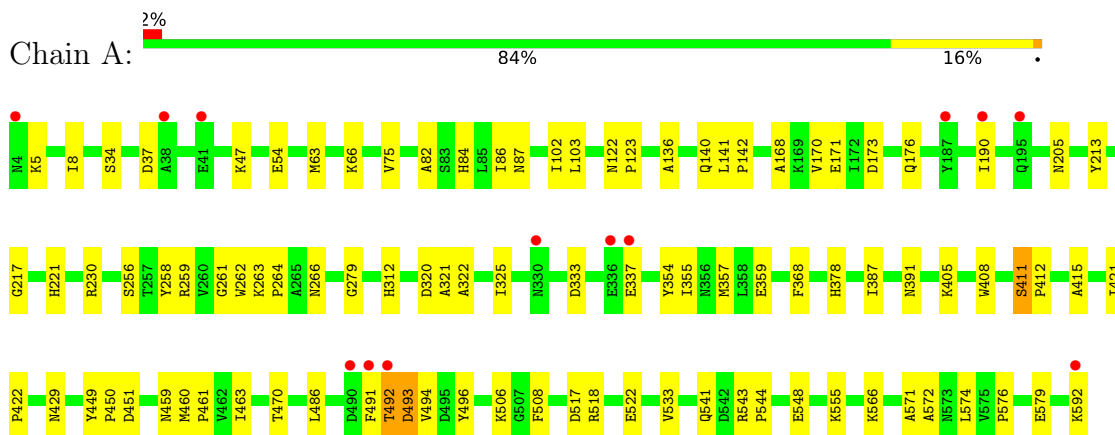 2%
Chain A:
84% 16% •
N4 K5 I8 S34 D37 A38 E41 K47 E54 M63 K66 V75 A82 S83 H84 L85 I86 N87 I102 L103 N122 P123 A136 Q140 L141 P142 A168 K169 V170 E171 I172 D173 Q176 Y187 I190 Q195 N205 Y213
G217 H221 R230 S256 T257 Y258 R259 V260 G261 W262 K263 P264 A265 N266 G279 H312 D320 A321 A322 I325 N330 D333 E336 E337 Y354 I355 N356 M357 L358 E359 F368 H378 I387 N391 K405 W408 S411 P412 A415 I421
P422 N429 Y449 P450 D451 N459 M460 P461 V462 I463 T470 L486 D490 F491 T492 D493 V494 D495 Y496 K506 G507 F508 D517 R518 E522 V533 Q541 D542 R543 P544 E548 K555 K566 A571 A572 N573 L574 V575 P576 E579 K592